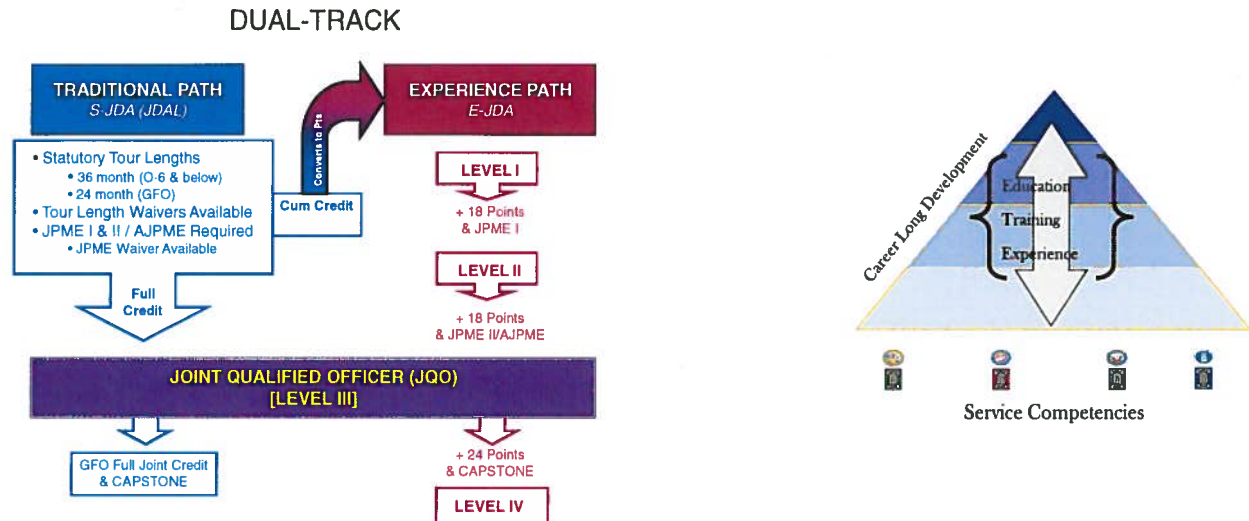 DUAL-TRACK
TRADITIONAL PATH
S-JDA (JDAL)
• Statutory Tour Lengths
• 36 month (O-6 & below)
• 24 month (GFO)
• Tour Length Waivers Available
• JPME I & II / AJPME Required
• JPME Waiver Available
Full
Credit
Cum Credit
Converts to Pts
EXPERIENCE PATH
E-JDA
LEVEL I
+ 18 Points
& JPME I
LEVEL II
+ 18 Points
& JPME II/AJPME
JOINT QUALIFIED OFFICER (JQO)
[LEVEL III]
GFO Full Joint Credit
& CAPSTONE
+ 24 Points
& CAPSTONE
LEVEL IV
Career Long Development
Education
Training
Experience
Service Competencies